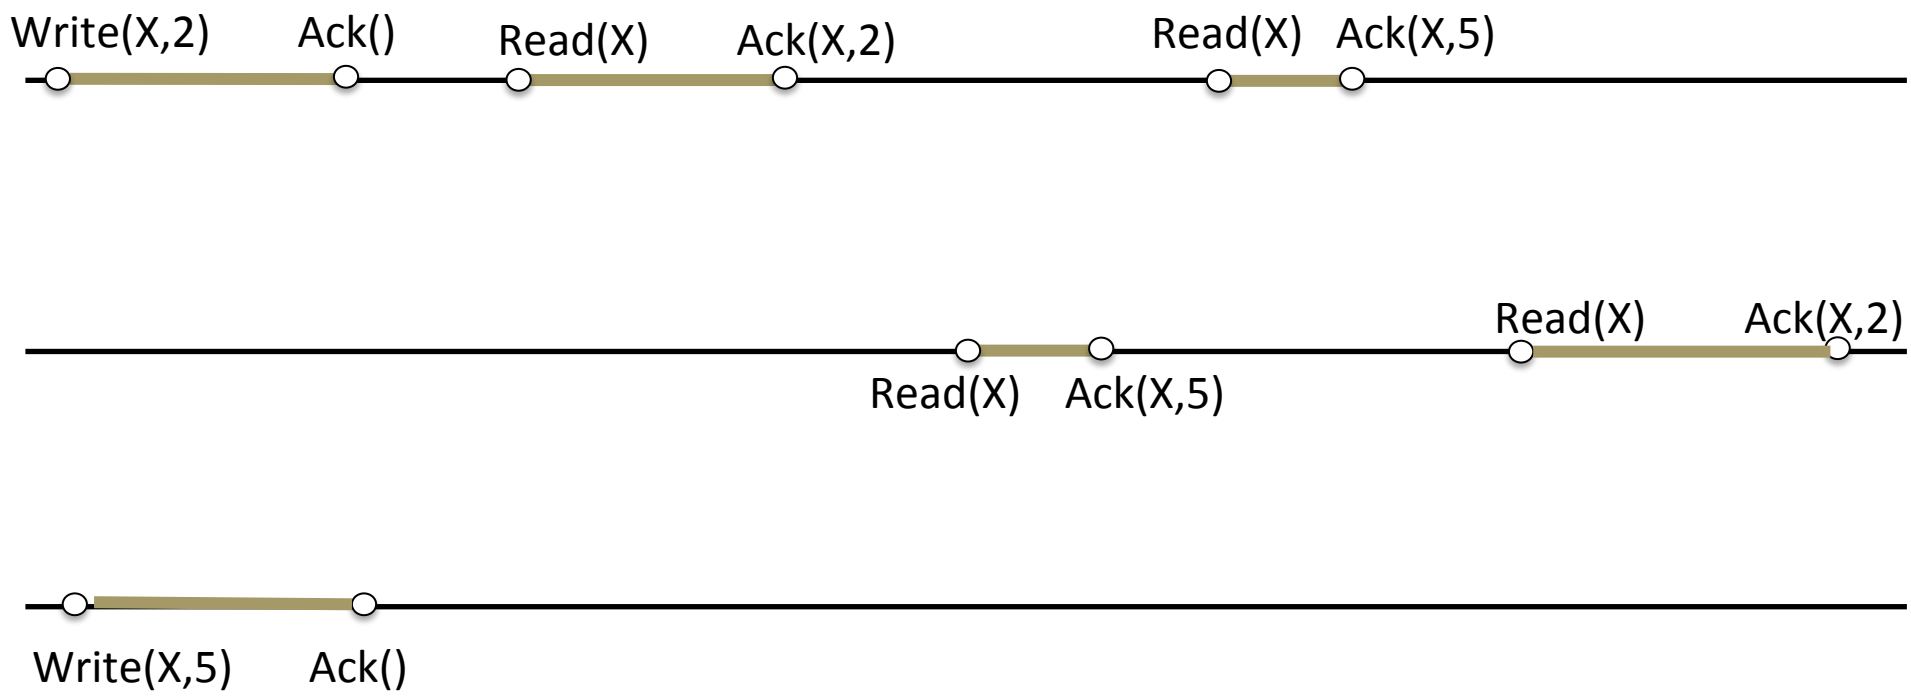 Write(X,2) Ack() Read(X) Ack(X,2) Read(X) Ack(X,5)
Read(X) Ack(X,2)
Read(X) Ack(X,5)
Write(X,5) Ack()